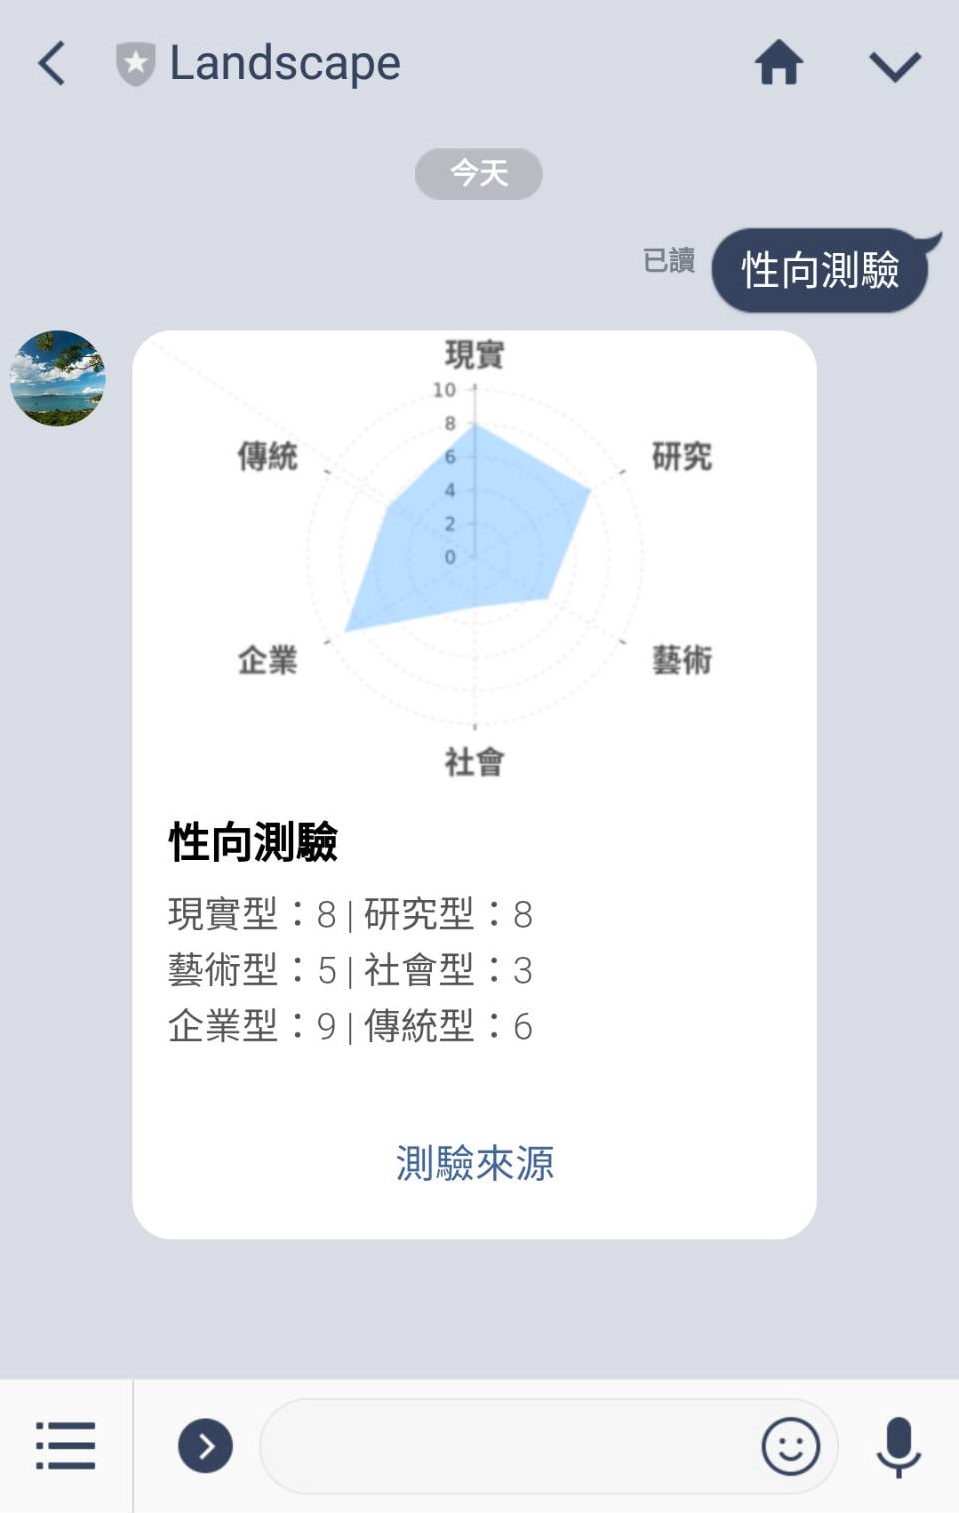 Landscape
今天
已讀
性向測驗
現實
10
8
6
4
2
0
傳統
研究
企業
藝術
社會
性向測驗
現實型：8 | 研究型：8
藝術型：5 | 社會型：3
企業型：9 | 傳統型：6
測驗來源